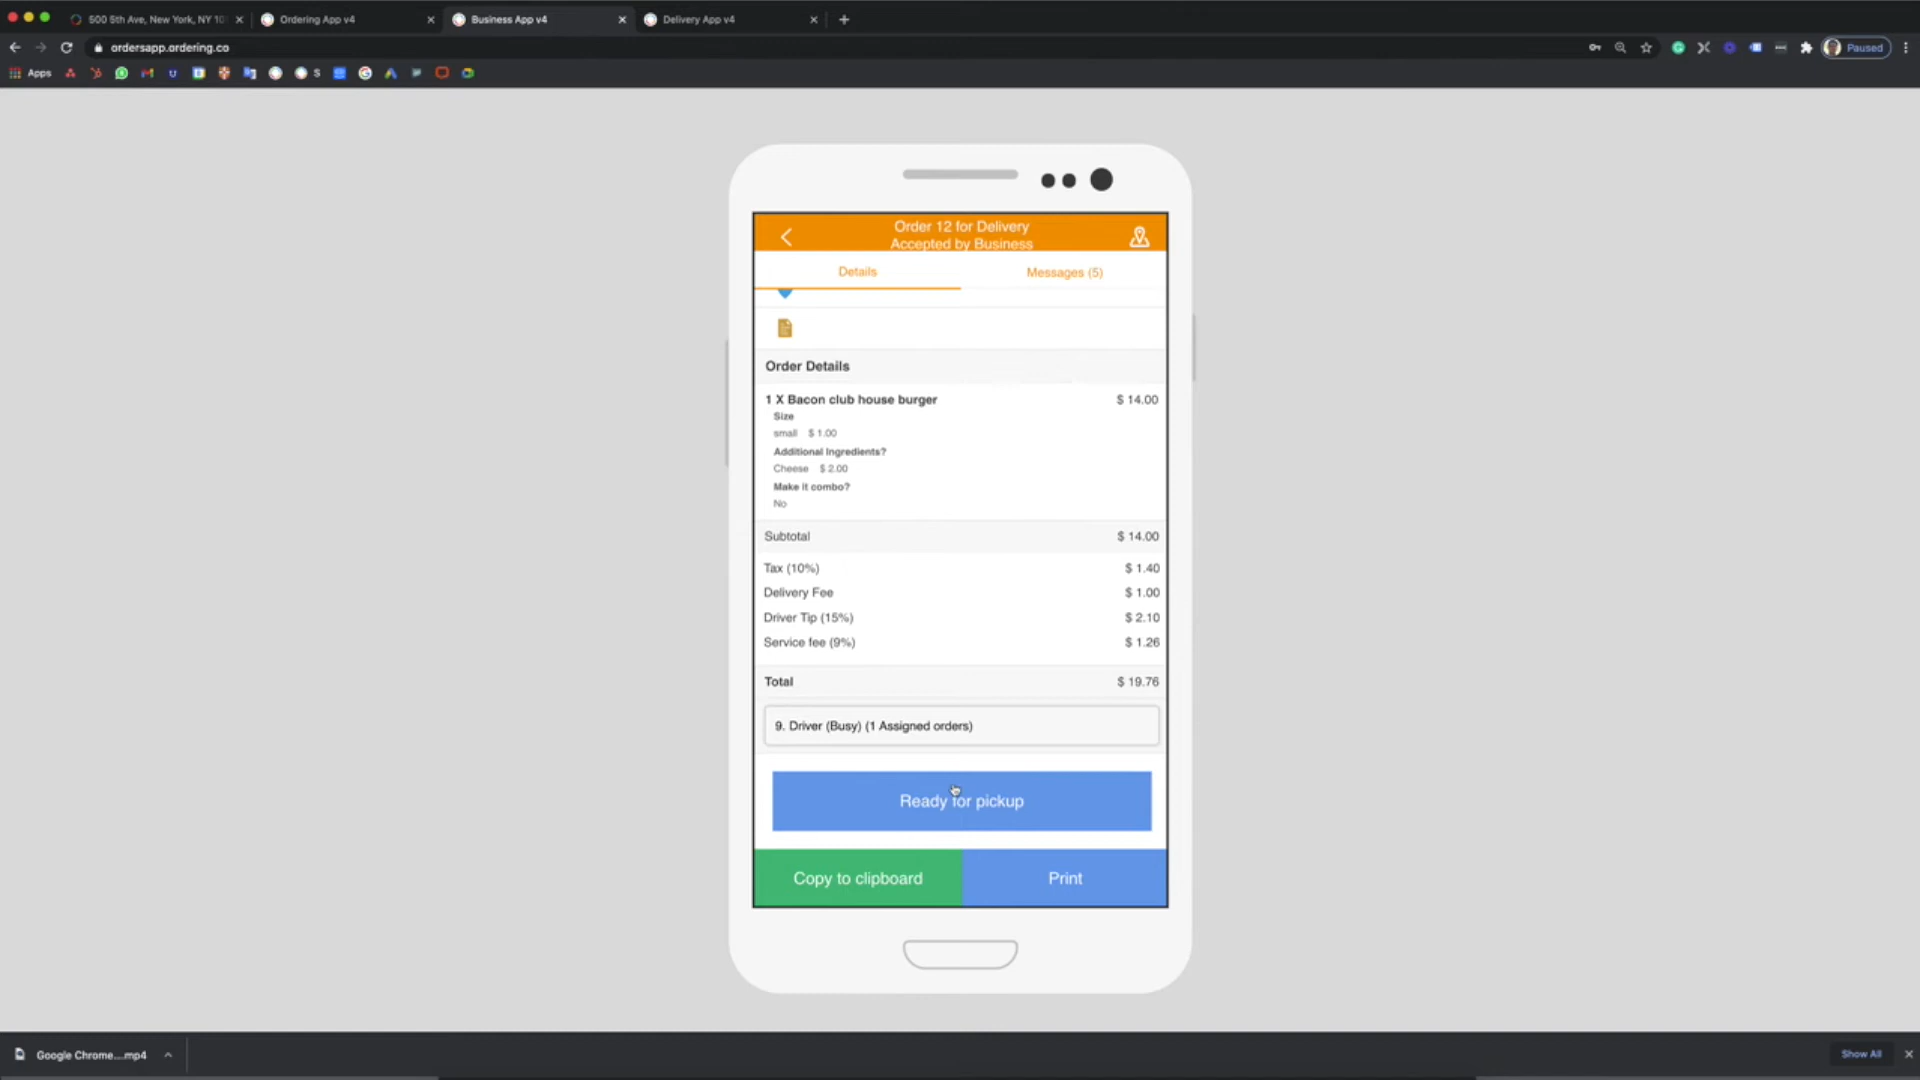 500 5th Ave, New York, NY 10
Ordering App v4
Business App v4
Delivery App v4
ordersapp.ordering.co
Paused
Apps
S
Order 12 for Delivery
Accepted by Business
Details
Messages (5)
Order Details
1 X Bacon club house burger $ 14.00
Size
small $ 1.00
Additional Ingredients?
Cheese $ 2.00
Make it combo?
No
Subtotal $ 14.00
Tax (10%) $ 1.40
Delivery Fee $ 1.00
Driver Tip (15%) $ 2.10
Service fee (9%) $ 1.26
Total $ 19.76
9. Driver (Busy) (1 Assigned orders)
Ready for pickup
Copy to clipboard
Print
Google Chrome....mp4
Show All